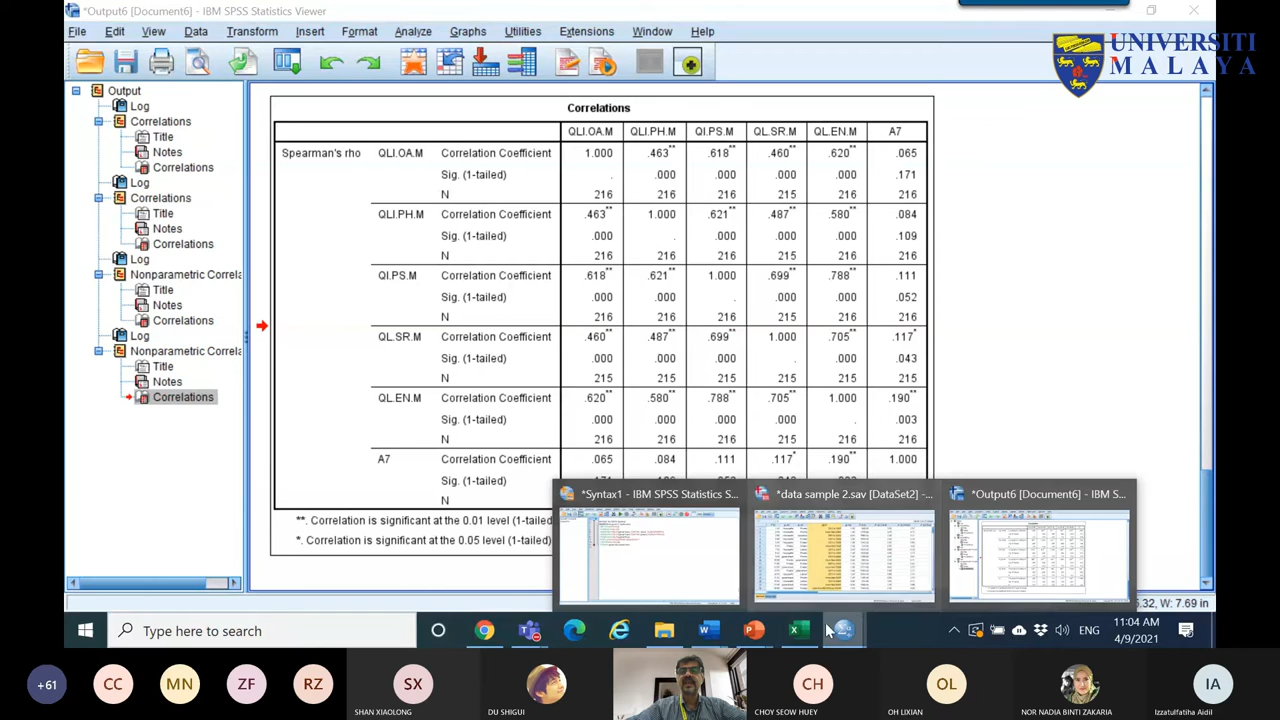 *Output6 [Document6] - IBM SPSS Statistics Viewer
File Edit View Data Transform Insert Format Analyze Graphs Utilities Extensions Window Help
UNIVERSITI
MALAYA
Output
Log
Correlations
Title
Notes
Correlations
Log
Correlations
Title
Notes
Correlations
Log
Nonparametric Correla
Title
Notes
Correlations
Log
Nonparametric Correla
Title
Notes
Correlations
Correlations
QLI.OA.M QLI.PH.M QI.PS.M QL.SR.M QL.EN.M A7
Spearman's rho QLI.OA.M Correlation Coefficient 1.000 .463** .618** .460** .620** .065
Sig. (1-tailed) . .000 .000 .000 .000 .171
N 216 216 216 215 216 216
QLI.PH.M Correlation Coefficient .463** 1.000 .621** .487** .580** .084
Sig. (1-tailed) .000 . .000 .000 .000 .109
N 216 216 216 215 216 216
QI.PS.M Correlation Coefficient .618** .621** 1.000 .699** .788** .111
Sig. (1-tailed) .000 .000 . .000 .000 .052
N 216 216 216 215 216 216
QL.SR.M Correlation Coefficient .460** .487** .699** 1.000 .705** .117*
Sig. (1-tailed) .000 .000 .000 . .000 .043
N 215 215 215 215 215 215
QL.EN.M Correlation Coefficient .620** .580** .788** .705** 1.000 .190**
Sig. (1-tailed) .000 .000 .000 .000 . .003
N 216 216 216 215 216 216
A7 Correlation Coefficient .065 .084 .111 .117* .190** 1.000
Sig. (1-tailed)
N
**. Correlation is significant at the 0.01 level (1-tailed
*. Correlation is significant at the 0.05 level (1-tailed)
*Syntax1 - IBM SPSS Statistics S...
*data sample 2.sav [DataSet2] -...
*Output6 [Document6] - IBM S...
5.32, W: 7.69 in
Type here to search
ENG
11:04 AM
4/9/2021
+61 CC MN ZF RZ SX CH OL IA
SHAN XIAOLONG DU SHIGUI CHOY SEOW HUEY OH LIXIAN NOR NADIA BINTI ZAKARIA Izzatulfatiha Aidil